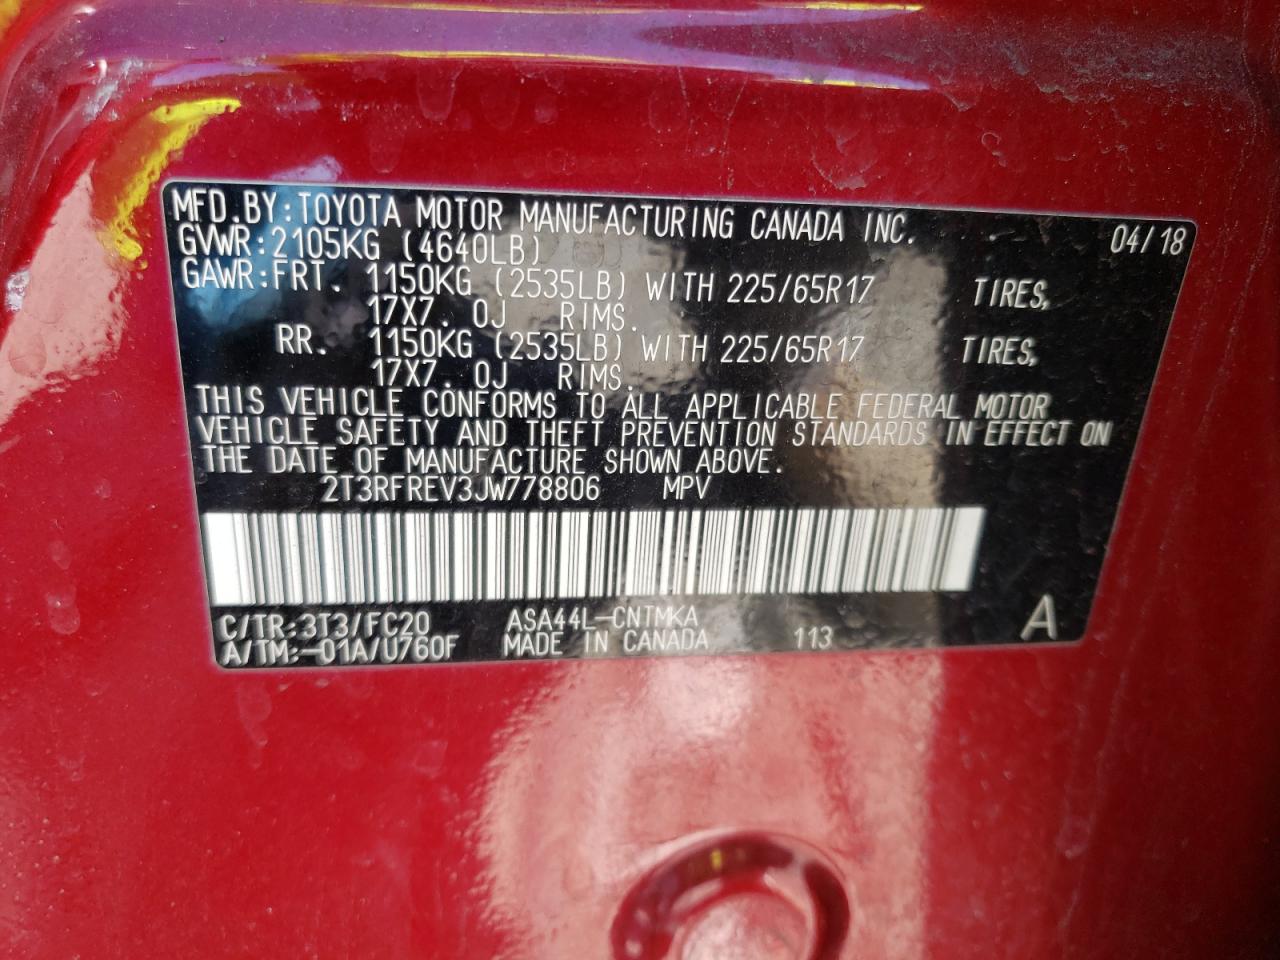 MFD.BY:TOYOTA MOTOR MANUFACTURING CANADA INC. 04/18
GVWR:2105KG (4640LB)
GAWR:FRT. 1150KG (2535LB) WITH 225/65R17 TIRES,
17X7.0J RIMS.
RR. 1150KG (2535LB) WITH 225/65R17 TIRES,
17X7.0J RIMS.
THIS VEHICLE CONFORMS TO ALL APPLICABLE FEDERAL MOTOR
VEHICLE SAFETY AND THEFT PREVENTION STANDARDS IN EFFECT ON
THE DATE OF MANUFACTURE SHOWN ABOVE.
2T3RFREV3JW778806 MPV
C/TR:3T3/FC20 ASA44L-CNTMKA
A/TM:-01A/U760F MADE IN CANADA 113 A